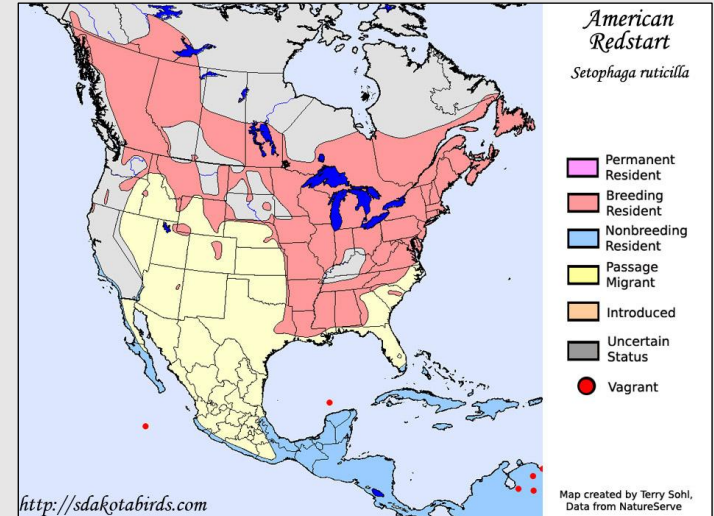 American
Redstart
Setophaga ruticilla
Permanent
Resident
Breeding
Resident
Nonbreeding
Resident
Passage
Migrant
Introduced
Uncertain
Status
Vagrant
http://sdakotabirds.com
Map created by Terry Sohl,
Data from NatureServe